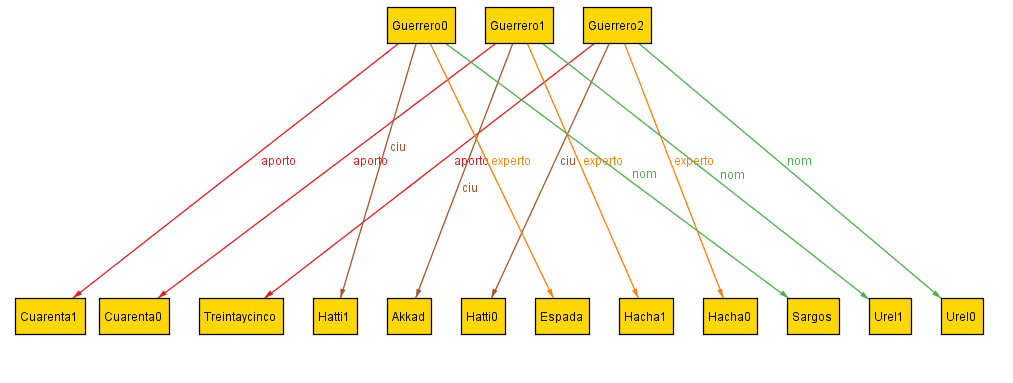 Guerrero0 Guerrero1 Guerrero2
ciu
aporto aporto aporto experto ciu experto experto nom
nom nom
ciu
Cuarenta1 Cuarenta0 Treintaycinco Hatti1 Akkad Hatti0 Espada Hacha1 Hacha0 Sargos Urel1 Urel0